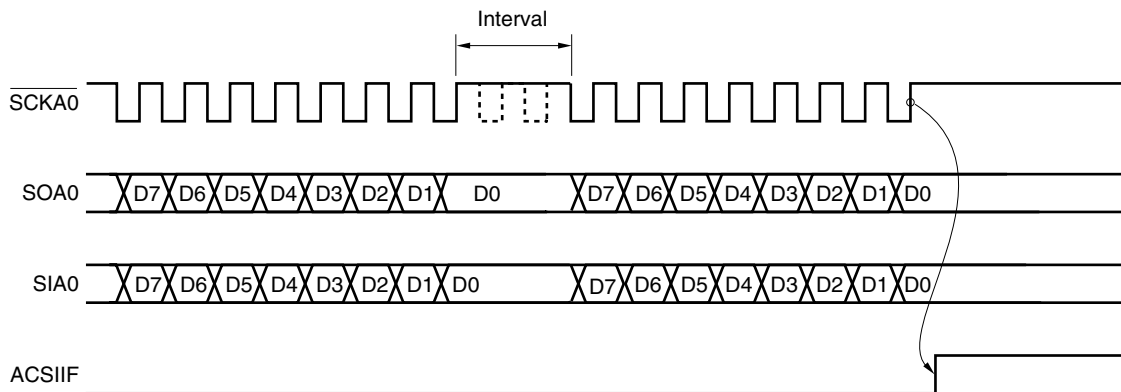 Interval
SCKA0
SOA0 D7 D6 D5 D4 D3 D2 D1 D0 D7 D6 D5 D4 D3 D2 D1 D0
SIA0 D7 D6 D5 D4 D3 D2 D1 D0 D7 D6 D5 D4 D3 D2 D1 D0
ACSIIF